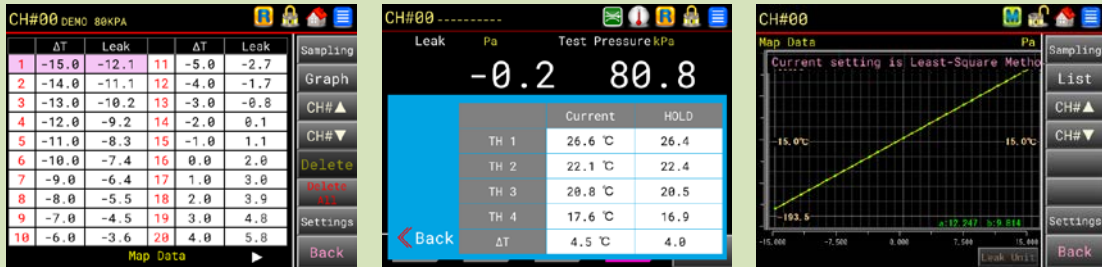 CH#00 DEMO 80KPA
R
ΔT Leak ΔT Leak
1 -15.0 -12.1 11 -5.0 -2.7
2 -14.0 -11.1 12 -4.0 -1.7
3 -13.0 -10.2 13 -3.0 -0.8
4 -12.0 -9.2 14 -2.0 0.1
5 -11.0 -8.3 15 -1.0 1.1
6 -10.0 -7.4 16 0.0 2.0
7 -9.0 -6.4 17 1.0 3.0
8 -8.0 -5.5 18 2.0 3.9
9 -7.0 -4.5 19 3.0 4.8
10 -6.0 -3.6 20 4.0 5.8
Map Data
Sampling
Graph
CH#▲
CH#▼
Delete
Delete
All
Settings
Back
CH#00----------
R
Leak Pa Test Pressure kPa
-0.2 80.8
Current HOLD
TH 1 26.6 ℃ 26.4
TH 2 22.1 ℃ 22.4
TH 3 20.8 ℃ 20.5
TH 4 17.6 ℃ 16.9
ΔT 4.5 ℃ 4.0
Back
CH#00
M
Map Data Pa
Current setting is Least-Square Metho
-15.0℃ 15.0℃
-193.5
a:12.247 b:9.814
-15.000 -7.500 0.000 7.500 15.000
Leak Unit
Sampling
List
CH#▲
CH#▼
Settings
Back